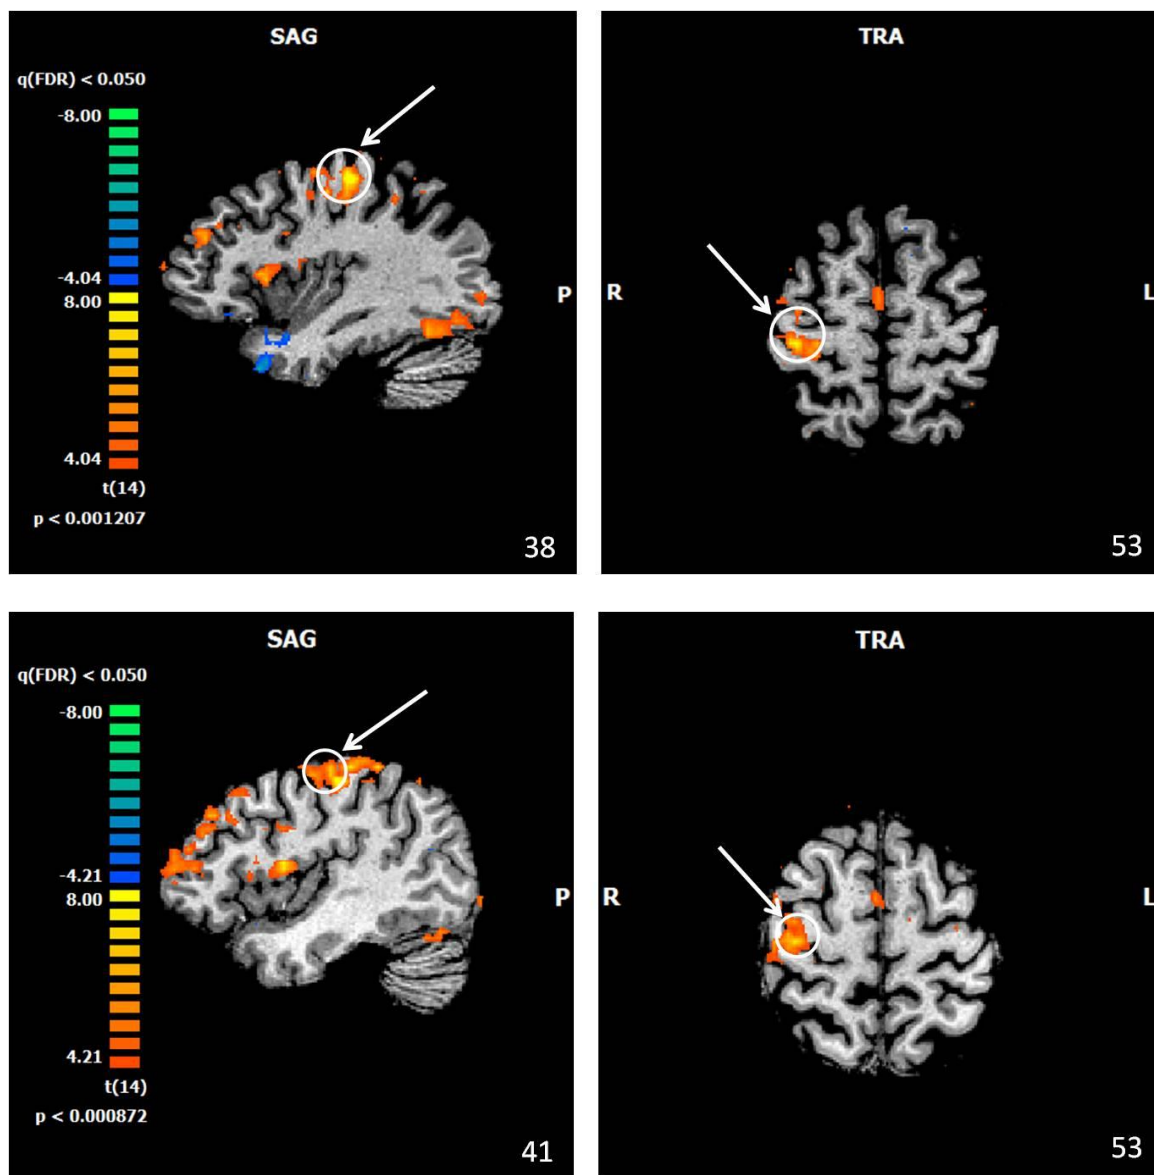 SAG
q(FDR) < 0.050
-8.00
-4.04
8.00
4.04
t(14)
p < 0.001207
P
38
TRA
R
L
53
SAG
q(FDR) < 0.050
-8.00
-4.21
8.00
4.21
t(14)
p < 0.000872
P
41
TRA
R
L
53